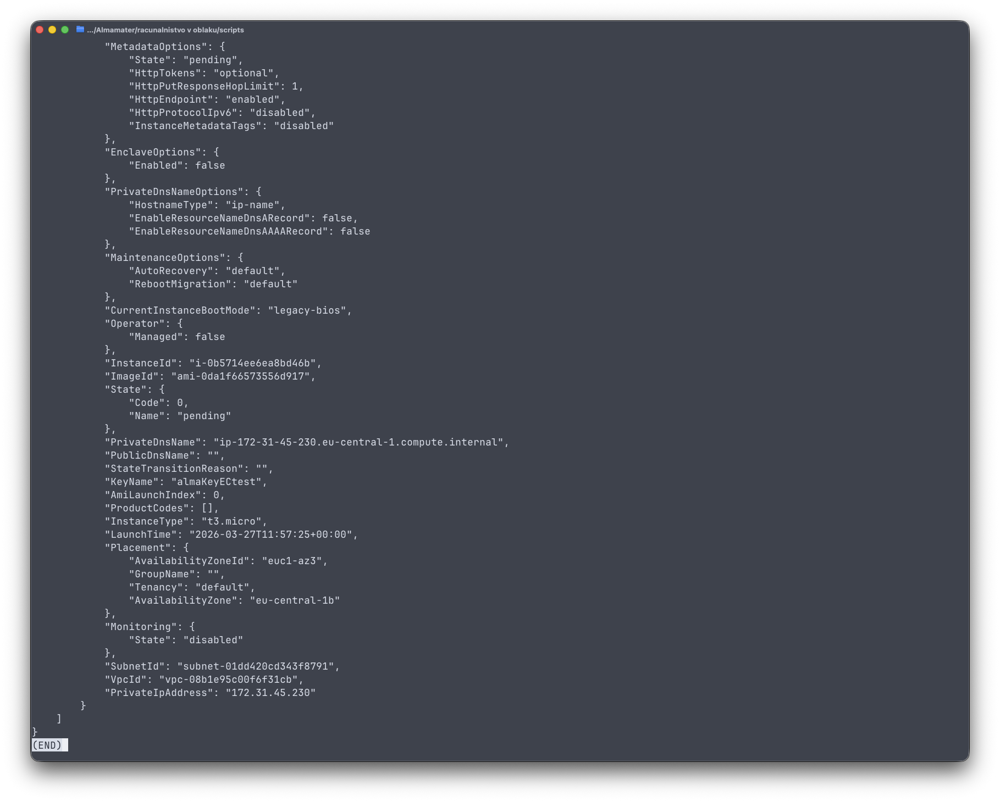 .../Almamater/racunalnistvo v oblaku/scripts
            "MetadataOptions": {
                "State": "pending",
                "HttpTokens": "optional",
                "HttpPutResponseHopLimit": 1,
                "HttpEndpoint": "enabled",
                "HttpProtocolIpv6": "disabled",
                "InstanceMetadataTags": "disabled"
            },
            "EnclaveOptions": {
                "Enabled": false
            },
            "PrivateDnsNameOptions": {
                "HostnameType": "ip-name",
                "EnableResourceNameDnsARecord": false,
                "EnableResourceNameDnsAAAARecord": false
            },
            "MaintenanceOptions": {
                "AutoRecovery": "default",
                "RebootMigration": "default"
            },
            "CurrentInstanceBootMode": "legacy-bios",
            "Operator": {
                "Managed": false
            },
            "InstanceId": "i-0b5714ee6ea8bd46b",
            "ImageId": "ami-0da1f66573556d917",
            "State": {
                "Code": 0,
                "Name": "pending"
            },
            "PrivateDnsName": "ip-172-31-45-230.eu-central-1.compute.internal",
            "PublicDnsName": "",
            "StateTransitionReason": "",
            "KeyName": "almaKeyECtest",
            "AmiLaunchIndex": 0,
            "ProductCodes": [],
            "InstanceType": "t3.micro",
            "LaunchTime": "2026-03-27T11:57:25+00:00",
            "Placement": {
                "AvailabilityZoneId": "euc1-az3",
                "GroupName": "",
                "Tenancy": "default",
                "AvailabilityZone": "eu-central-1b"
            },
            "Monitoring": {
                "State": "disabled"
            },
            "SubnetId": "subnet-01dd420cd343f8791",
            "VpcId": "vpc-08b1e95c00f6f31cb",
            "PrivateIpAddress": "172.31.45.230"
        }
    ]
}
(END)